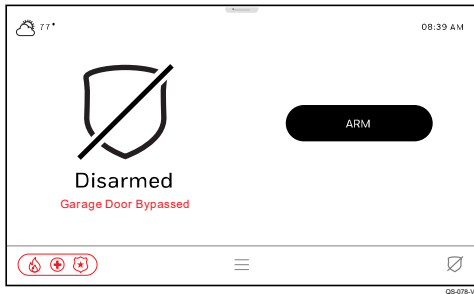 77°
08:39 AM
ARM
Disarmed
Garage Door Bypassed
QS-078-V